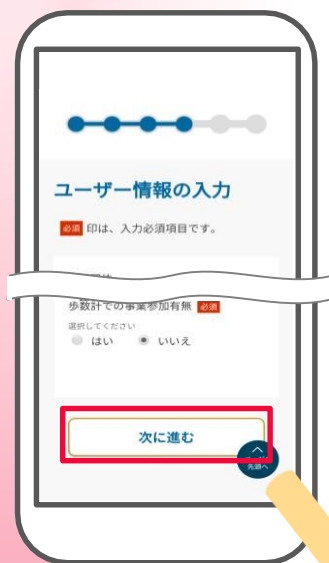 ユーザー情報の入力
必須 印は、入力必須項目です。
歩数計での事業参加有無 必須
選択してください
はい いいえ
次に進む
先頭へ